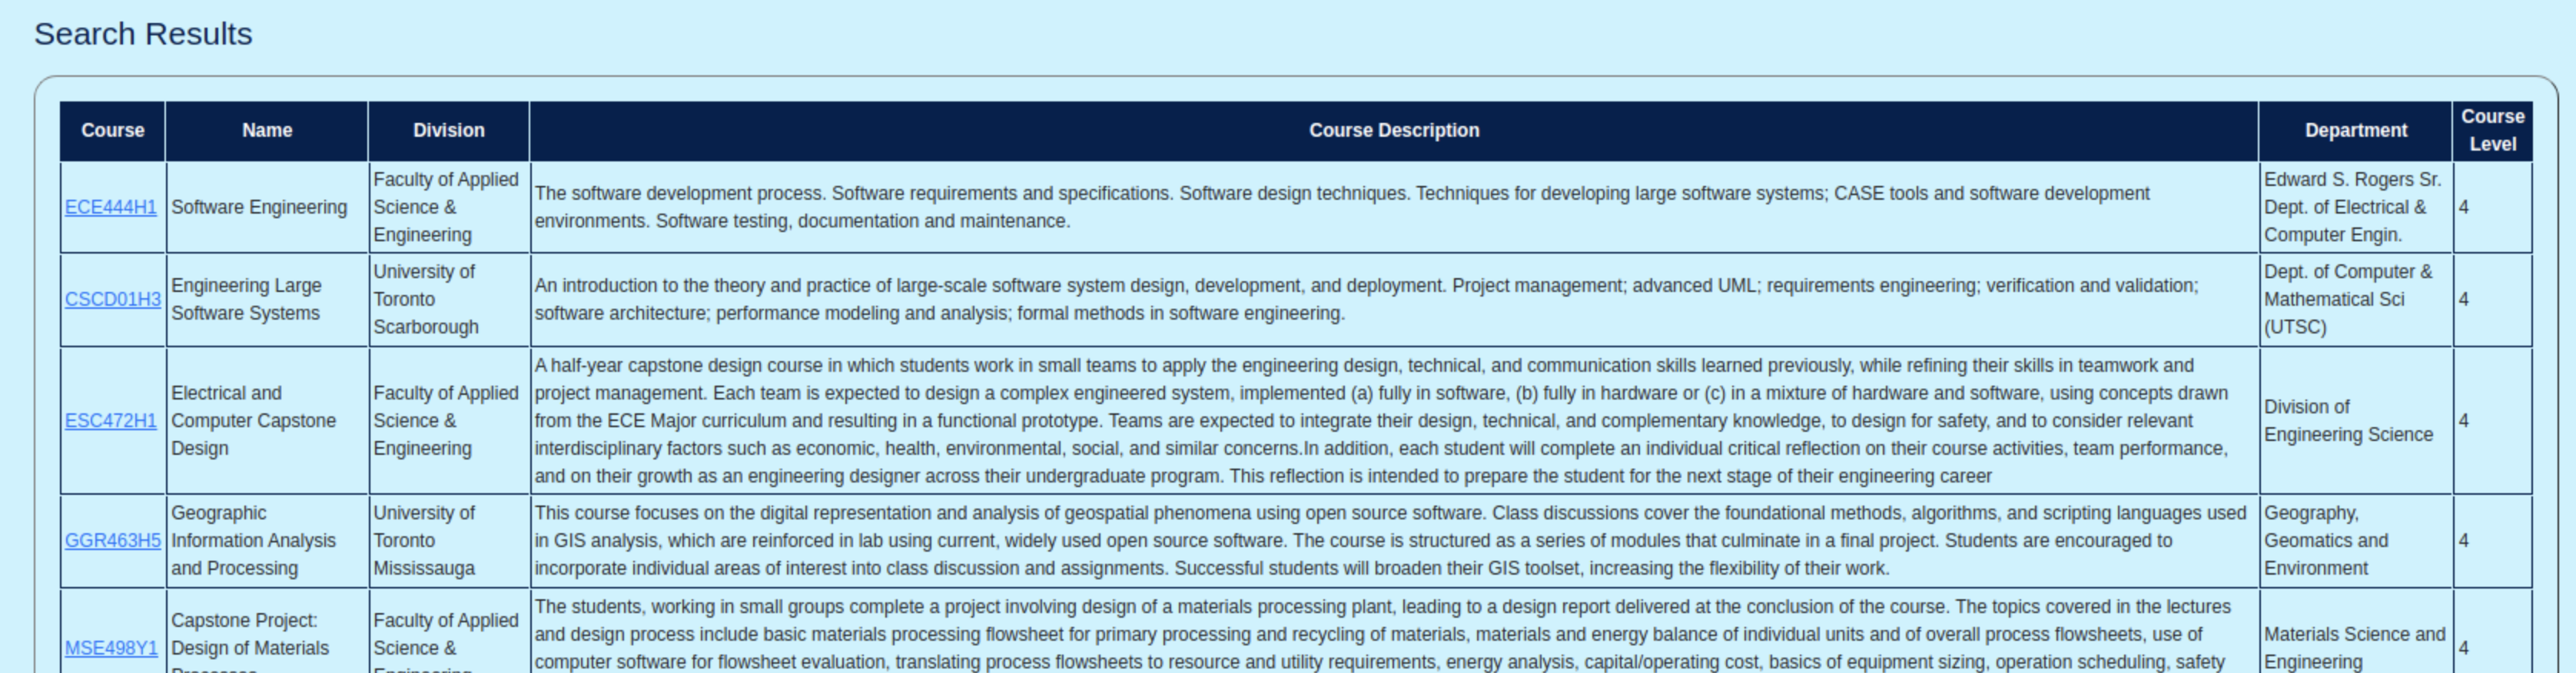 Search Results
Course
Name
Division
Course Description
Department
Course
Level
ECE444H1
Software Engineering
Faculty of Applied
Science &
Engineering
The software development process. Software requirements and specifications. Software design techniques. Techniques for developing large software systems; CASE tools and software development
environments. Software testing, documentation and maintenance.
Edward S. Rogers Sr.
Dept. of Electrical &
Computer Engin.
4
CSCD01H3
Engineering Large
Software Systems
University of
Toronto
Scarborough
An introduction to the theory and practice of large-scale software system design, development, and deployment. Project management; advanced UML; requirements engineering; verification and validation;
software architecture; performance modeling and analysis; formal methods in software engineering.
Dept. of Computer &
Mathematical Sci
(UTSC)
4
ESC472H1
Electrical and
Computer Capstone
Design
Faculty of Applied
Science &
Engineering
A half-year capstone design course in which students work in small teams to apply the engineering design, technical, and communication skills learned previously, while refining their skills in teamwork and
project management. Each team is expected to design a complex engineered system, implemented (a) fully in software, (b) fully in hardware or (c) in a mixture of hardware and software, using concepts drawn
from the ECE Major curriculum and resulting in a functional prototype. Teams are expected to integrate their design, technical, and complementary knowledge, to design for safety, and to consider relevant
interdisciplinary factors such as economic, health, environmental, social, and similar concerns.In addition, each student will complete an individual critical reflection on their course activities, team performance,
and on their growth as an engineering designer across their undergraduate program. This reflection is intended to prepare the student for the next stage of their engineering career
Division of
Engineering Science
4
GGR463H5
Geographic
Information Analysis
and Processing
University of
Toronto
Mississauga
This course focuses on the digital representation and analysis of geospatial phenomena using open source software. Class discussions cover the foundational methods, algorithms, and scripting languages used
in GIS analysis, which are reinforced in lab using current, widely used open source software. The course is structured as a series of modules that culminate in a final project. Students are encouraged to
incorporate individual areas of interest into class discussion and assignments. Successful students will broaden their GIS toolset, increasing the flexibility of their work.
Geography,
Geomatics and
Environment
4
MSE498Y1
Capstone Project:
Design of Materials
Faculty of Applied
Science &
The students, working in small groups complete a project involving design of a materials processing plant, leading to a design report delivered at the conclusion of the course. The topics covered in the lectures
and design process include basic materials processing flowsheet for primary processing and recycling of materials, materials and energy balance of individual units and of overall process flowsheets, use of
computer software for flowsheet evaluation, translating process flowsheets to resource and utility requirements, energy analysis, capital/operating cost, basics of equipment sizing, operation scheduling, safety
Materials Science and
Engineering
4